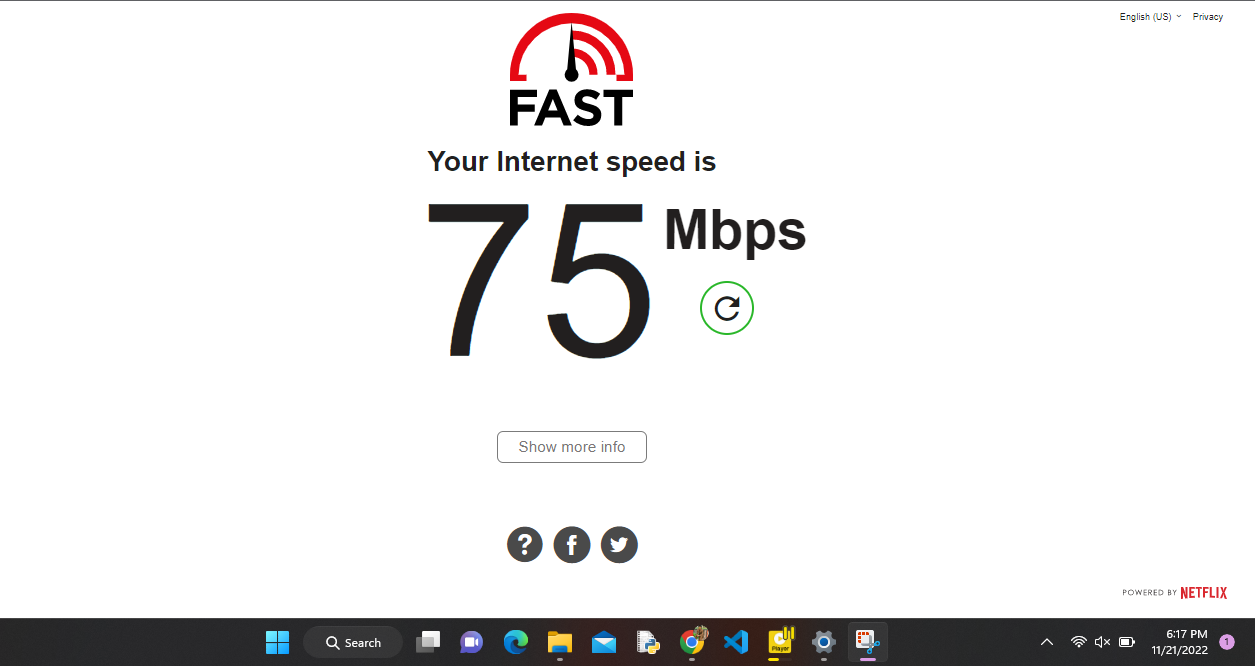 English (US) Privacy
FAST
Your Internet speed is
75 Mbps
Show more info
?
f
POWERED BY NETFLIX
Search
Player
6:17 PM
11/21/2022
1